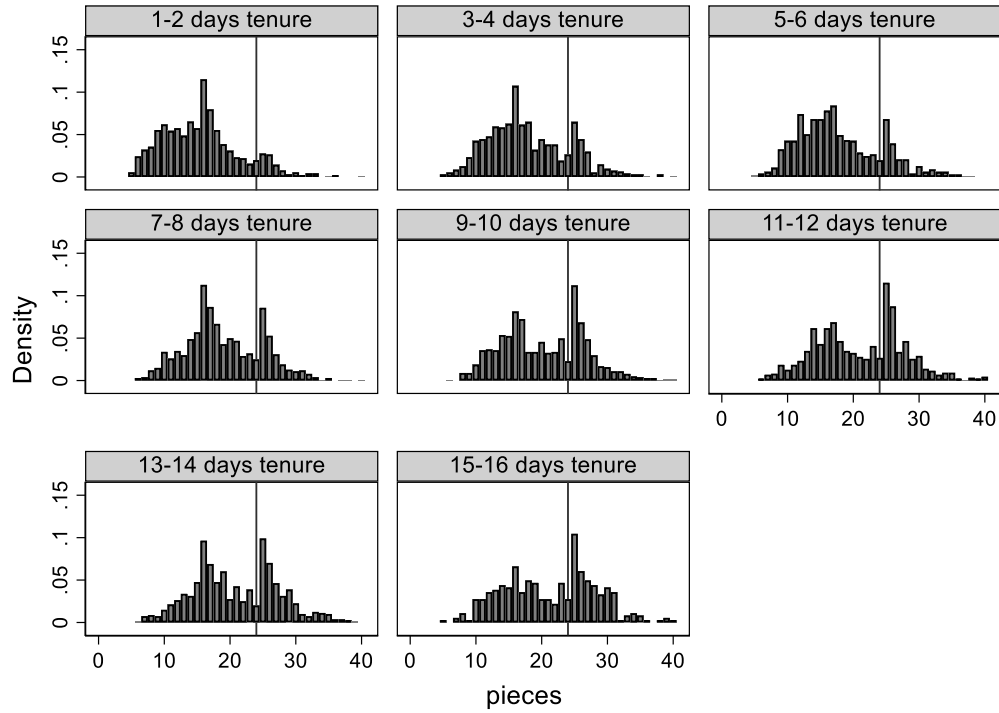 1-2 days tenure
3-4 days tenure
5-6 days tenure
0 .05 .1 .15
7-8 days tenure
9-10 days tenure
11-12 days tenure
0 .05 .1 .15
0 10 20 30 40
13-14 days tenure
15-16 days tenure
0 .05 .1 .15
0 10 20 30 40
0 10 20 30 40
Density
pieces